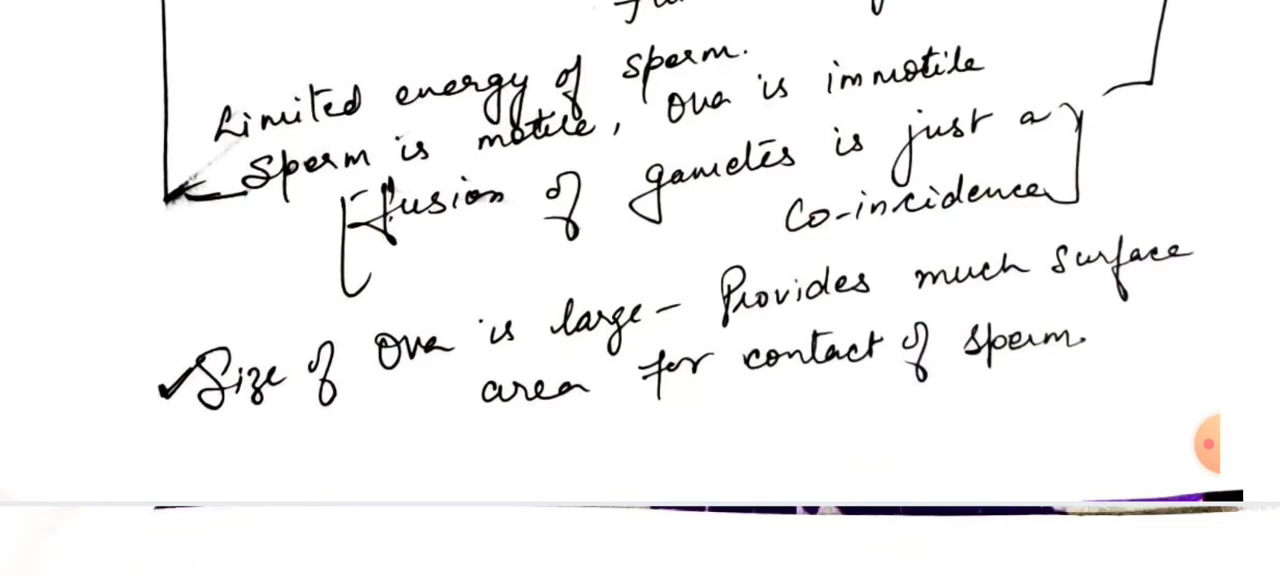 Limited energy of sperm.
Sperm is motile, Ova is immotile
fusion of gametes is just a
Co-incidence
Size of Ova is large - Provides much surface
area for contact of sperm.